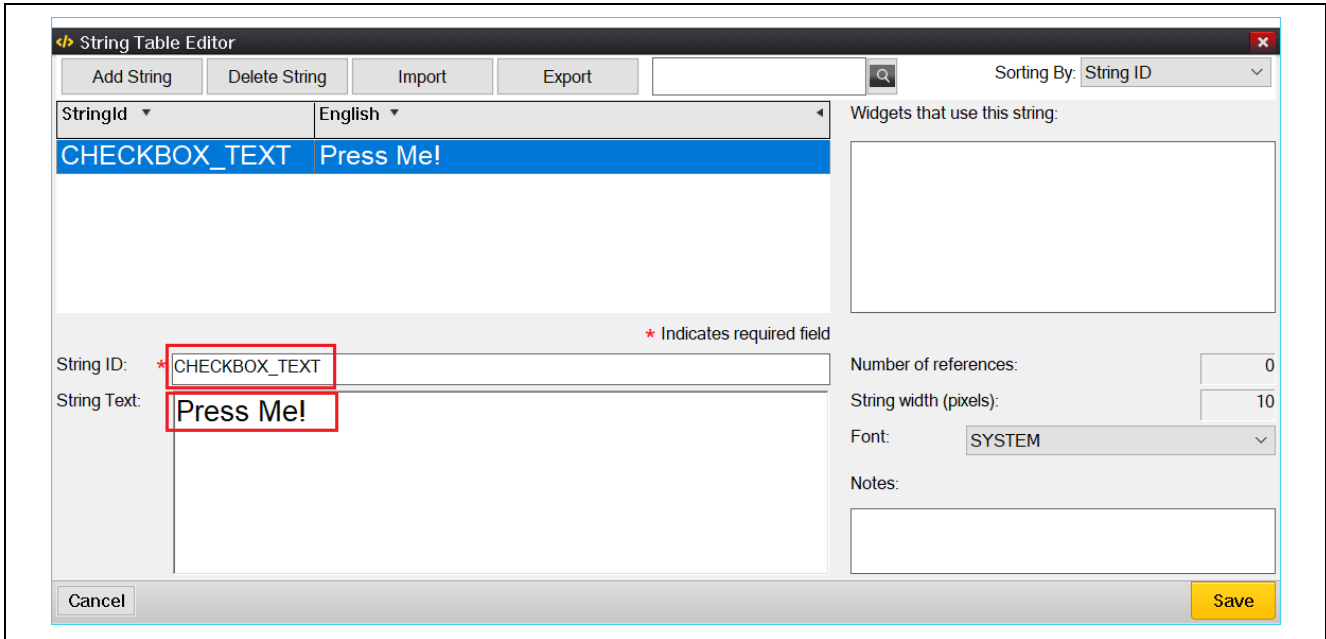 </> String Table Editor
Add String Delete String Import Export Sorting By: String ID
StringId English Widgets that use this string:
CHECKBOX_TEXT Press Me!
* Indicates required field
String ID: * CHECKBOX_TEXT Number of references: 0
String Text: Press Me! String width (pixels): 10
Font: SYSTEM
Notes:
Cancel Save